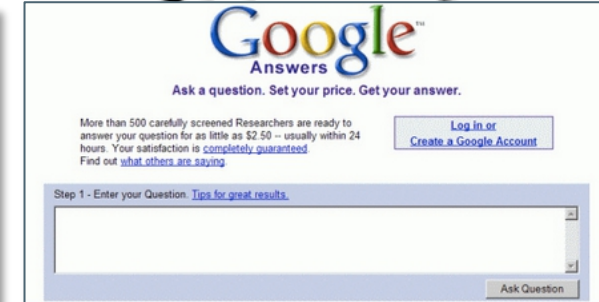 Google™
Answers
Ask a question. Set your price. Get your answer.
More than 500 carefully screened Researchers are ready to
answer your question for as little as $2.50 -- usually within 24
hours. Your satisfaction is completely guaranteed.
Find out what others are saying.
Log in or
Create a Google Account
Step 1 - Enter your Question. Tips for great results.
Ask Question